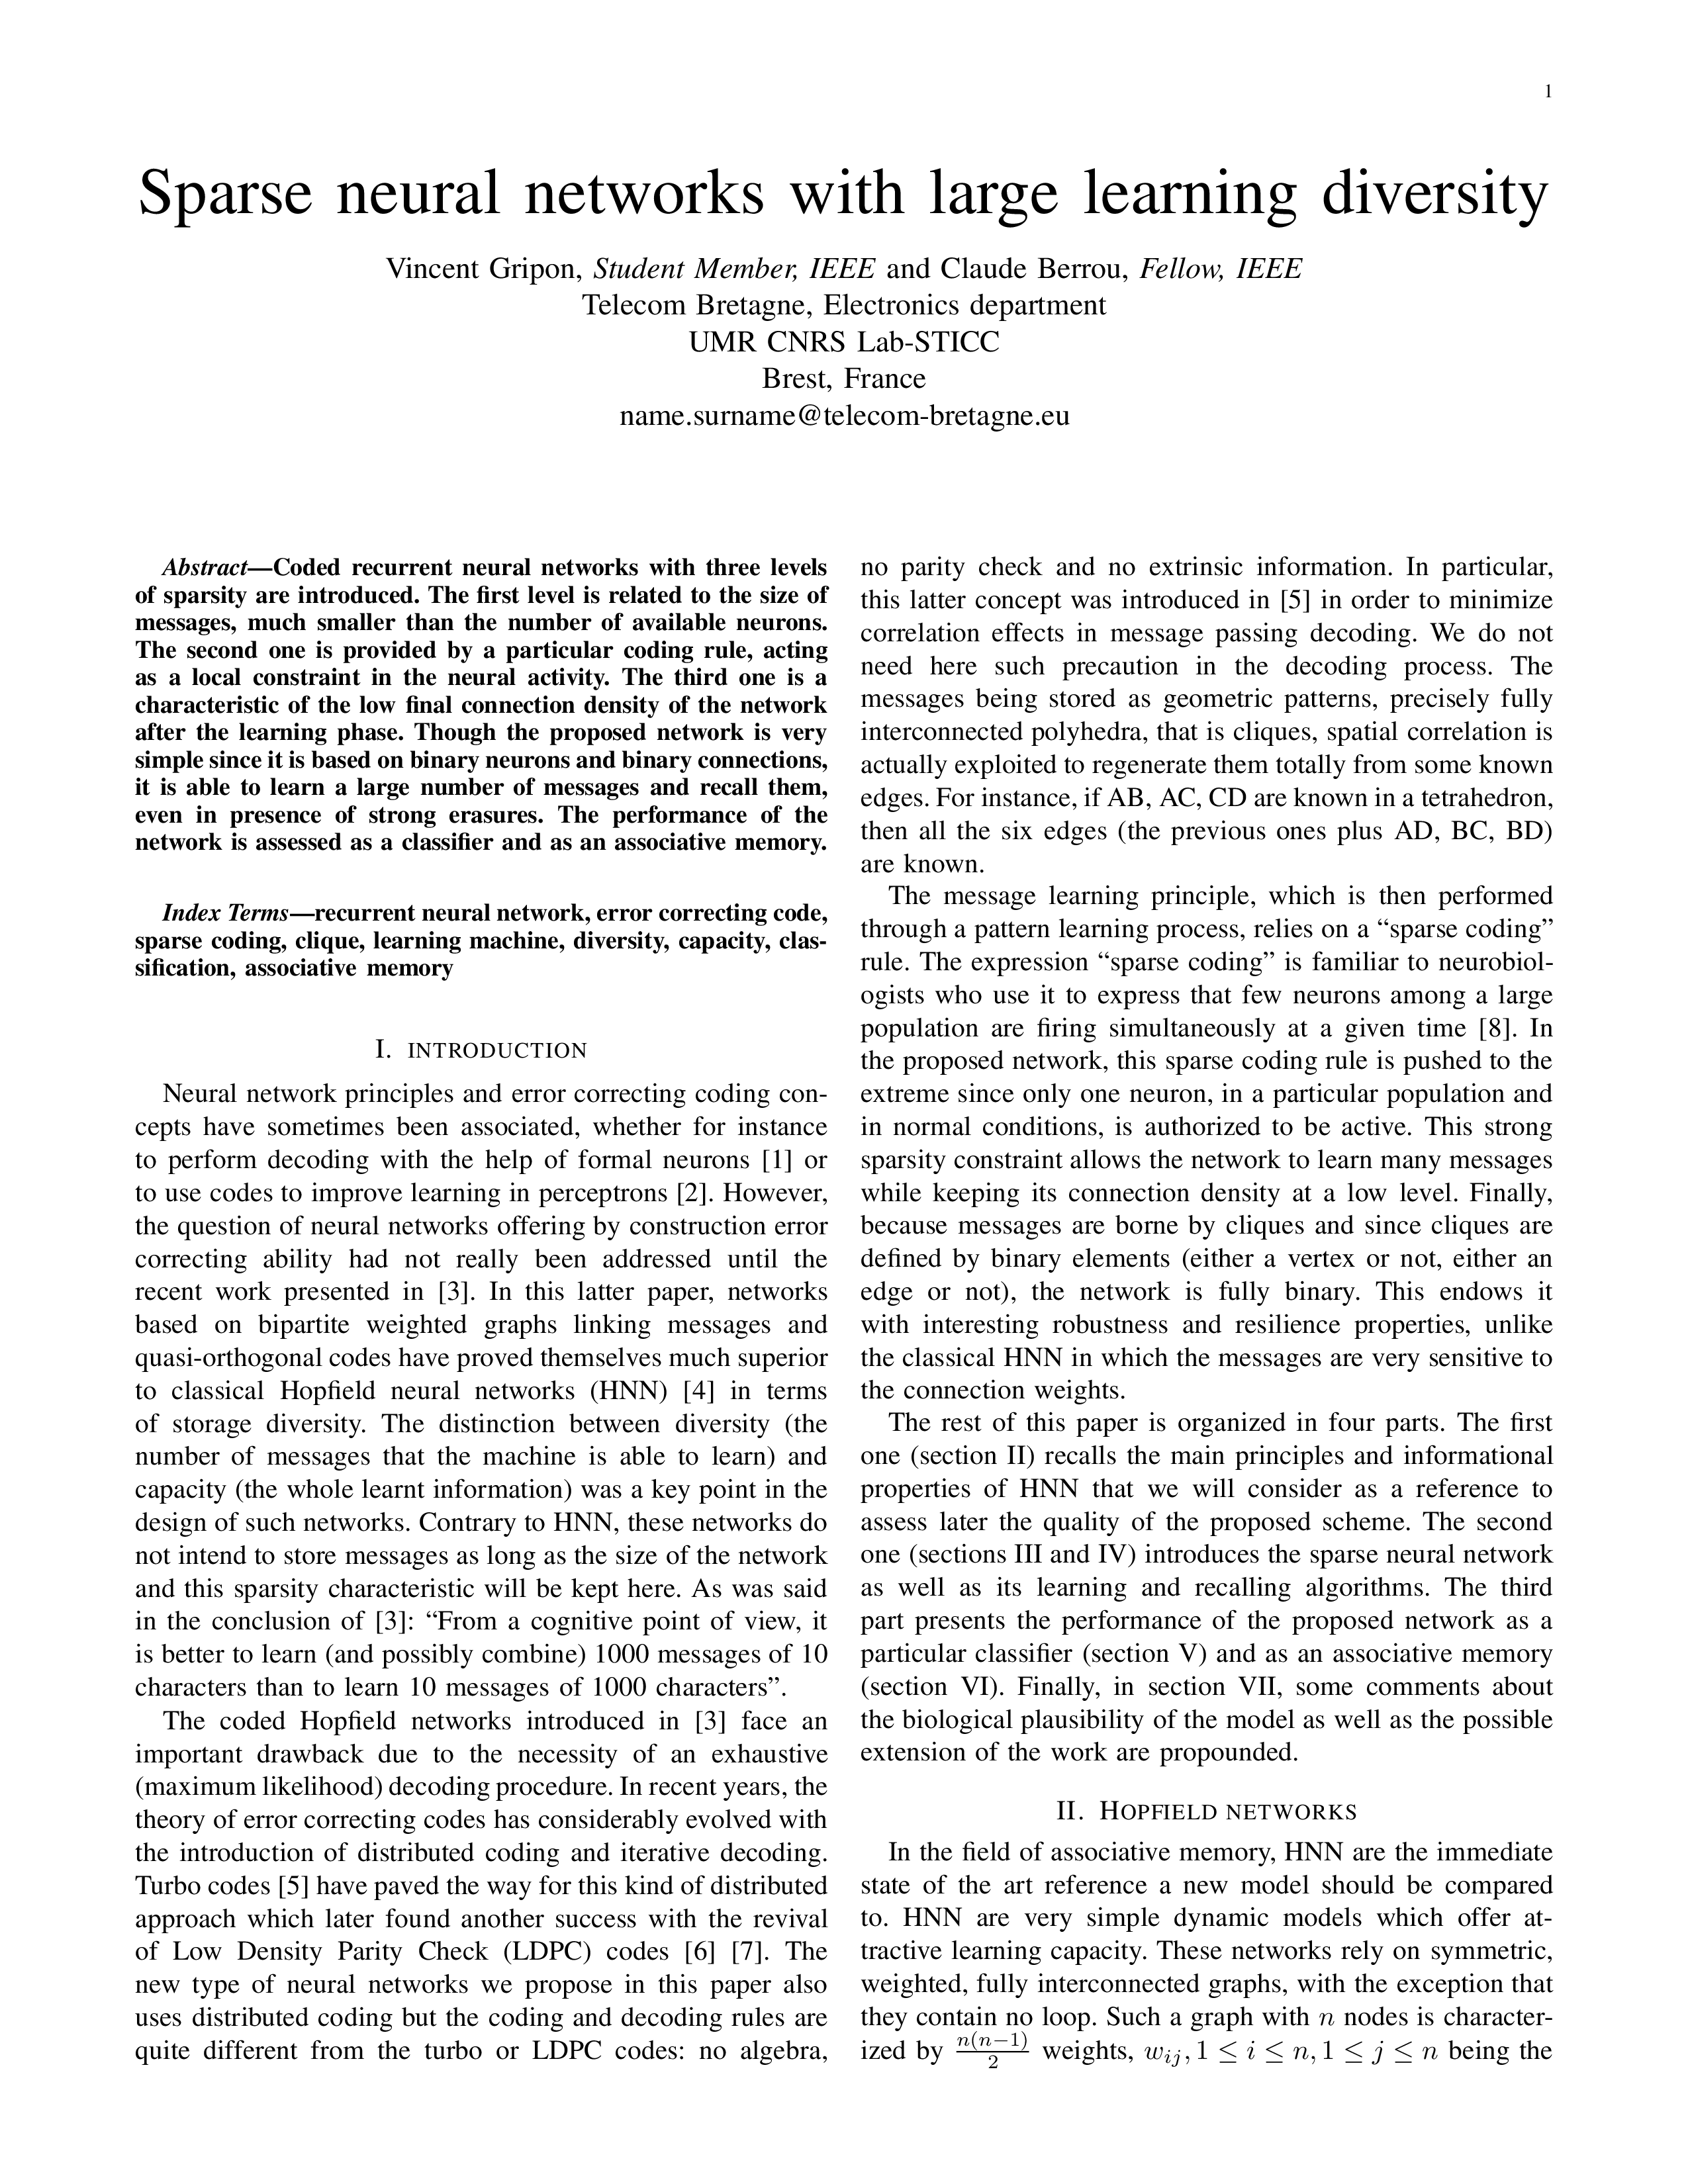 1
Sparse neural networks with large learning diversity
Vincent Gripon, Student Member, IEEE and Claude Berrou, Fellow, IEEE
Telecom Bretagne, Electronics department
UMR CNRS Lab-STICC
Brest, France
name.surname@telecom-bretagne.eu
Abstract—Coded recurrent neural networks with three levels
of sparsity are introduced. The first level is related to the size of
messages, much smaller than the number of available neurons.
The second one is provided by a particular coding rule, acting
as a local constraint in the neural activity. The third one is a
characteristic of the low final connection density of the network
after the learning phase. Though the proposed network is very
simple since it is based on binary neurons and binary connections,
it is able to learn a large number of messages and recall them,
even in presence of strong erasures. The performance of the
network is assessed as a classifier and as an associative memory.
Index Terms—recurrent neural network, error correcting code,
sparse coding, clique, learning machine, diversity, capacity, clas-
sification, associative memory
I. INTRODUCTION
Neural network principles and error correcting coding con-
cepts have sometimes been associated, whether for instance
to perform decoding with the help of formal neurons [1] or
to use codes to improve learning in perceptrons [2]. However,
the question of neural networks offering by construction error
correcting ability had not really been addressed until the
recent work presented in [3]. In this latter paper, networks
based on bipartite weighted graphs linking messages and
quasi-orthogonal codes have proved themselves much superior
to classical Hopfield neural networks (HNN) [4] in terms
of storage diversity. The distinction between diversity (the
number of messages that the machine is able to learn) and
capacity (the whole learnt information) was a key point in the
design of such networks. Contrary to HNN, these networks do
not intend to store messages as long as the size of the network
and this sparsity characteristic will be kept here. As was said
in the conclusion of [3]: “From a cognitive point of view, it
is better to learn (and possibly combine) 1000 messages of 10
characters than to learn 10 messages of 1000 characters”.
The coded Hopfield networks introduced in [3] face an
important drawback due to the necessity of an exhaustive
(maximum likelihood) decoding procedure. In recent years, the
theory of error correcting codes has considerably evolved with
the introduction of distributed coding and iterative decoding.
Turbo codes [5] have paved the way for this kind of distributed
approach which later found another success with the revival
of Low Density Parity Check (LDPC) codes [6] [7]. The
new type of neural networks we propose in this paper also
uses distributed coding but the coding and decoding rules are
quite different from the turbo or LDPC codes: no algebra,
no parity check and no extrinsic information. In particular,
this latter concept was introduced in [5] in order to minimize
correlation effects in message passing decoding. We do not
need here such precaution in the decoding process. The
messages being stored as geometric patterns, precisely fully
interconnected polyhedra, that is cliques, spatial correlation is
actually exploited to regenerate them totally from some known
edges. For instance, if AB, AC, CD are known in a tetrahedron,
then all the six edges (the previous ones plus AD, BC, BD)
are known.
The message learning principle, which is then performed
through a pattern learning process, relies on a “sparse coding”
rule. The expression “sparse coding” is familiar to neurobiol-
ogists who use it to express that few neurons among a large
population are firing simultaneously at a given time [8]. In
the proposed network, this sparse coding rule is pushed to the
extreme since only one neuron, in a particular population and
in normal conditions, is authorized to be active. This strong
sparsity constraint allows the network to learn many messages
while keeping its connection density at a low level. Finally,
because messages are borne by cliques and since cliques are
defined by binary elements (either a vertex or not, either an
edge or not), the network is fully binary. This endows it
with interesting robustness and resilience properties, unlike
the classical HNN in which the messages are very sensitive to
the connection weights.
The rest of this paper is organized in four parts. The first
one (section II) recalls the main principles and informational
properties of HNN that we will consider as a reference to
assess later the quality of the proposed scheme. The second
one (sections III and IV) introduces the sparse neural network
as well as its learning and recalling algorithms. The third
part presents the performance of the proposed network as a
particular classifier (section V) and as an associative memory
(section VI). Finally, in section VII, some comments about
the biological plausibility of the model as well as the possible
extension of the work are propounded.
II. HOPFIELD NETWORKS
In the field of associative memory, HNN are the immediate
state of the art reference a new model should be compared
to. HNN are very simple dynamic models which offer at-
tractive learning capacity. These networks rely on symmetric,
weighted, fully interconnected graphs, with the exception that
they contain no loop. Such a graph with n nodes is character-
ized by n(n−1)/2 weights, wij, 1 ≤ i ≤ n, 1 ≤ j ≤ n being the